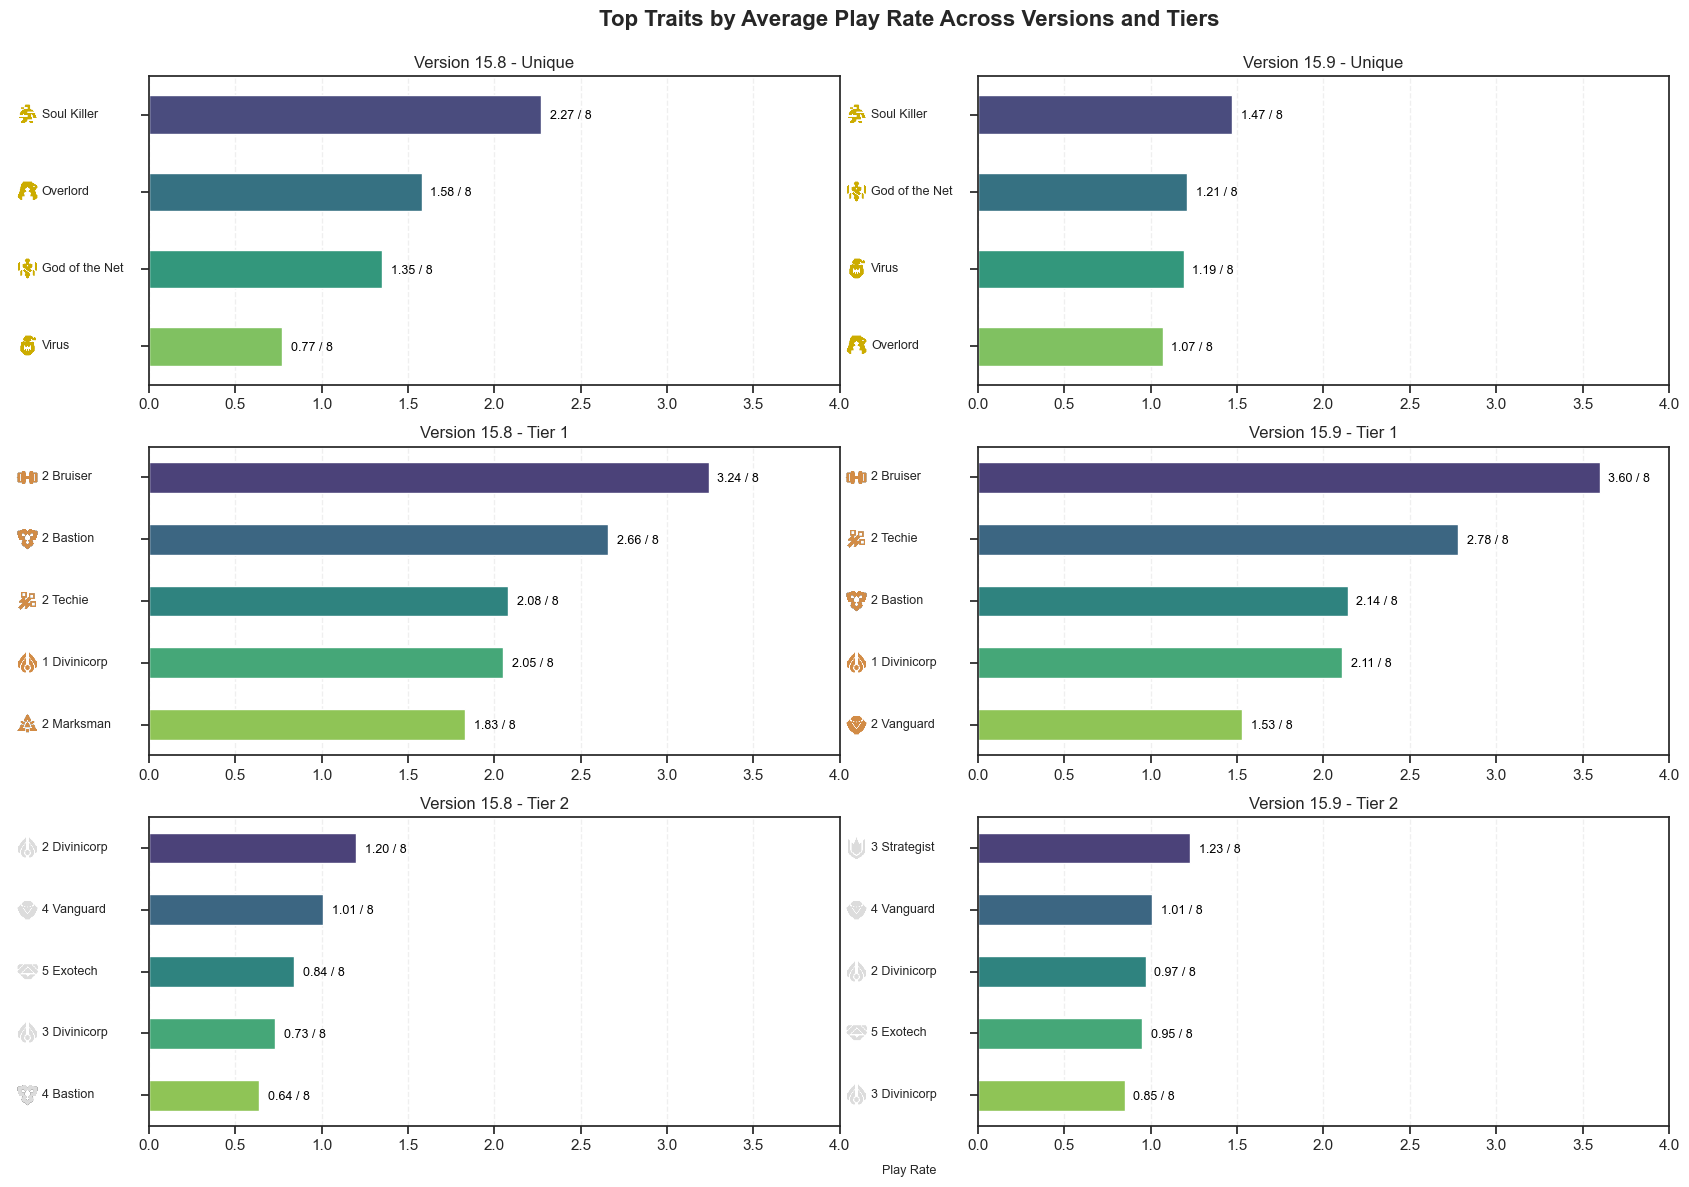 Top Traits by Average Play Rate Across Versions and Tiers
Version 15.8 - Unique
Soul Killer
2.27 / 8
Overlord
1.58 / 8
God of the Net
1.35 / 8
Virus
0.77 / 8
0.0 0.5 1.0 1.5 2.0 2.5 3.0 3.5 4.0
Version 15.9 - Unique
Soul Killer
1.47 / 8
God of the Net
1.21 / 8
Virus
1.19 / 8
Overlord
1.07 / 8
0.0 0.5 1.0 1.5 2.0 2.5 3.0 3.5 4.0
Version 15.8 - Tier 1
2 Bruiser
3.24 / 8
2 Bastion
2.66 / 8
2 Techie
2.08 / 8
1 Divinicorp
2.05 / 8
2 Marksman
1.83 / 8
0.0 0.5 1.0 1.5 2.0 2.5 3.0 3.5 4.0
Version 15.9 - Tier 1
2 Bruiser
3.60 / 8
2 Techie
2.78 / 8
2 Bastion
2.14 / 8
1 Divinicorp
2.11 / 8
2 Vanguard
1.53 / 8
0.0 0.5 1.0 1.5 2.0 2.5 3.0 3.5 4.0
Version 15.8 - Tier 2
2 Divinicorp
1.20 / 8
4 Vanguard
1.01 / 8
5 Exotech
0.84 / 8
3 Divinicorp
0.73 / 8
4 Bastion
0.64 / 8
0.0 0.5 1.0 1.5 2.0 2.5 3.0 3.5 4.0
Version 15.9 - Tier 2
3 Strategist
1.23 / 8
4 Vanguard
1.01 / 8
2 Divinicorp
0.97 / 8
5 Exotech
0.95 / 8
3 Divinicorp
0.85 / 8
0.0 0.5 1.0 1.5 2.0 2.5 3.0 3.5 4.0
Play Rate